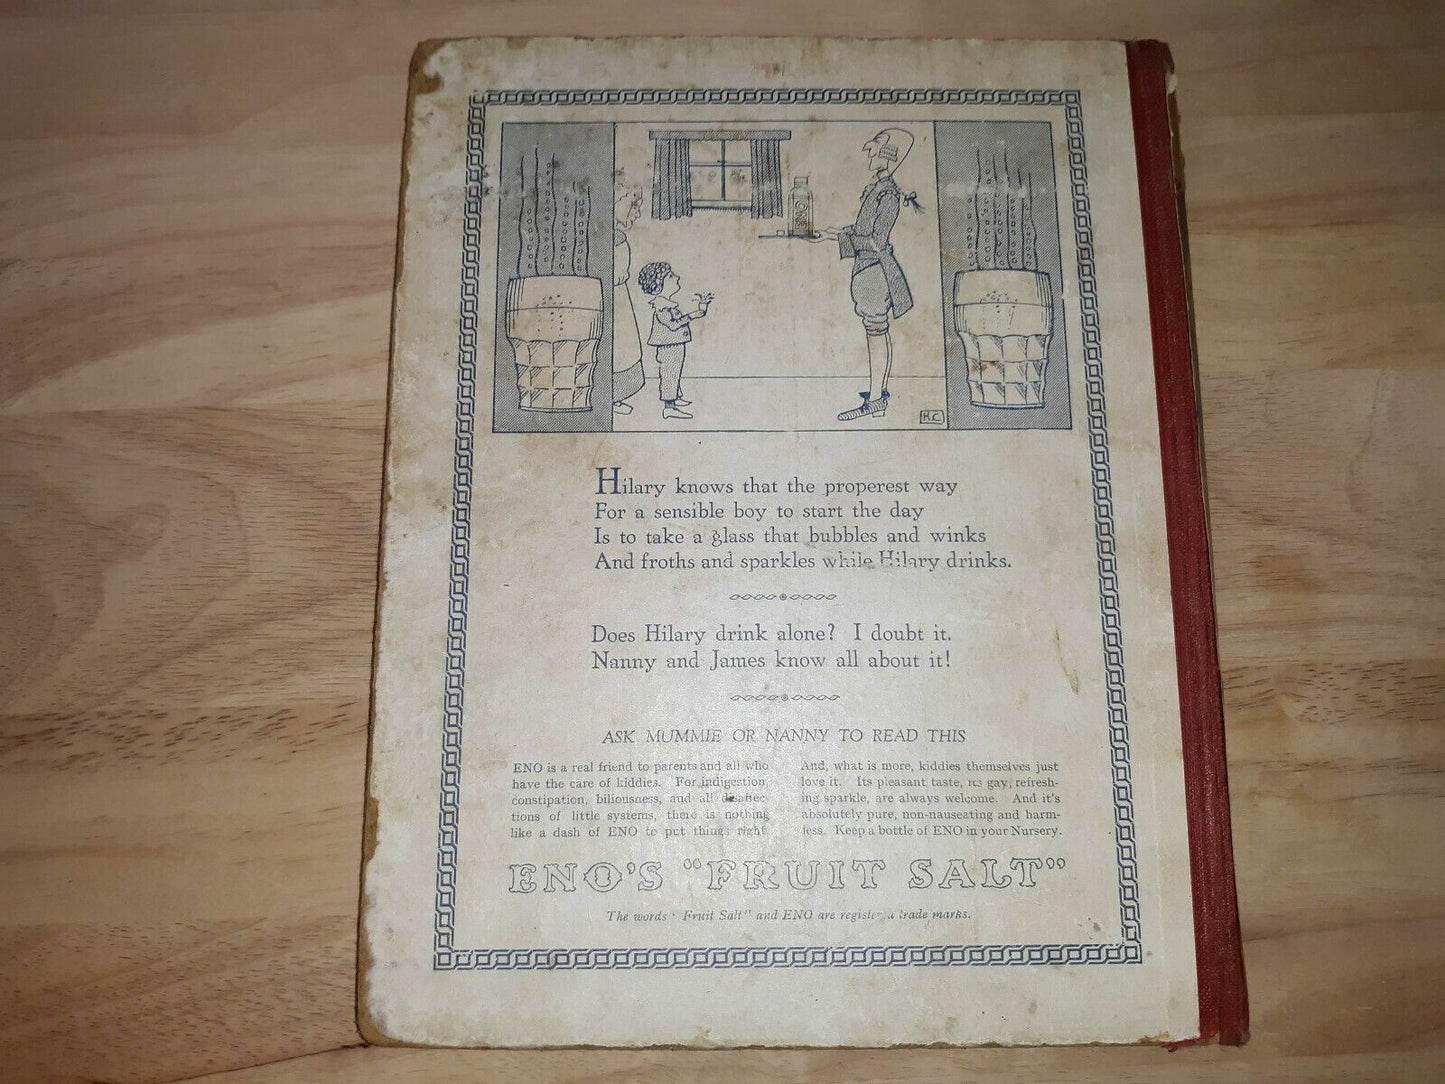 ENO'S
H C
Hilary knows that the properest way
For a sensible boy to start the day
Is to take a glass that bubbles and winks
And froths and sparkles while Hilary drinks.
Does Hilary drink alone? I doubt it.
Nanny and James know all about it!
ASK MUMMIE OR NANNY TO READ THIS
ENO is a real friend to parents and all who
have the care of kiddies. For indigestion,
constipation, biliousness, and all disaffec-
tions of little systems, there is nothing
like a dash of ENO to put things right.
And, what is more, kiddies themselves just
love it. Its pleasant taste, its gay, refresh-
ing sparkle, are always welcome. And it's
absolutely pure, non-nauseating and harm-
less. Keep a bottle of ENO in your Nursery.
ENO'S "FRUIT SALT"
The words "Fruit Salt" and ENO are registered trade marks.